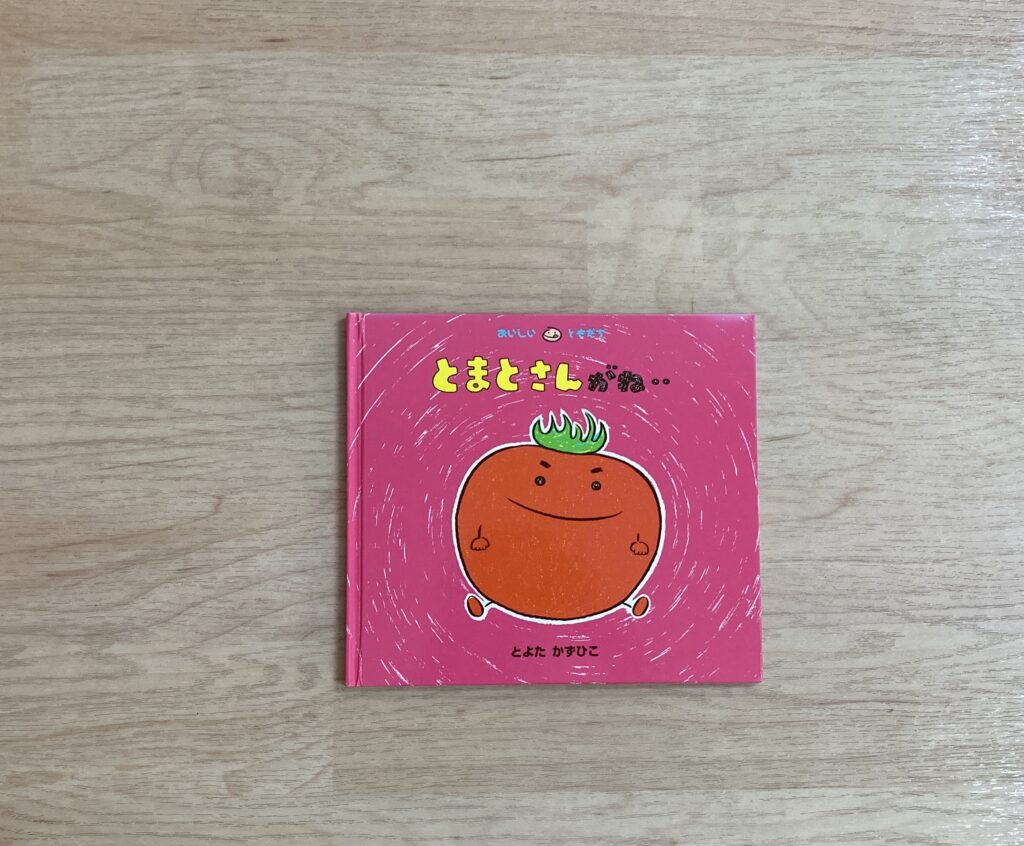 おいしい ともだち
とまとさんがね‥
とよた かずひこ